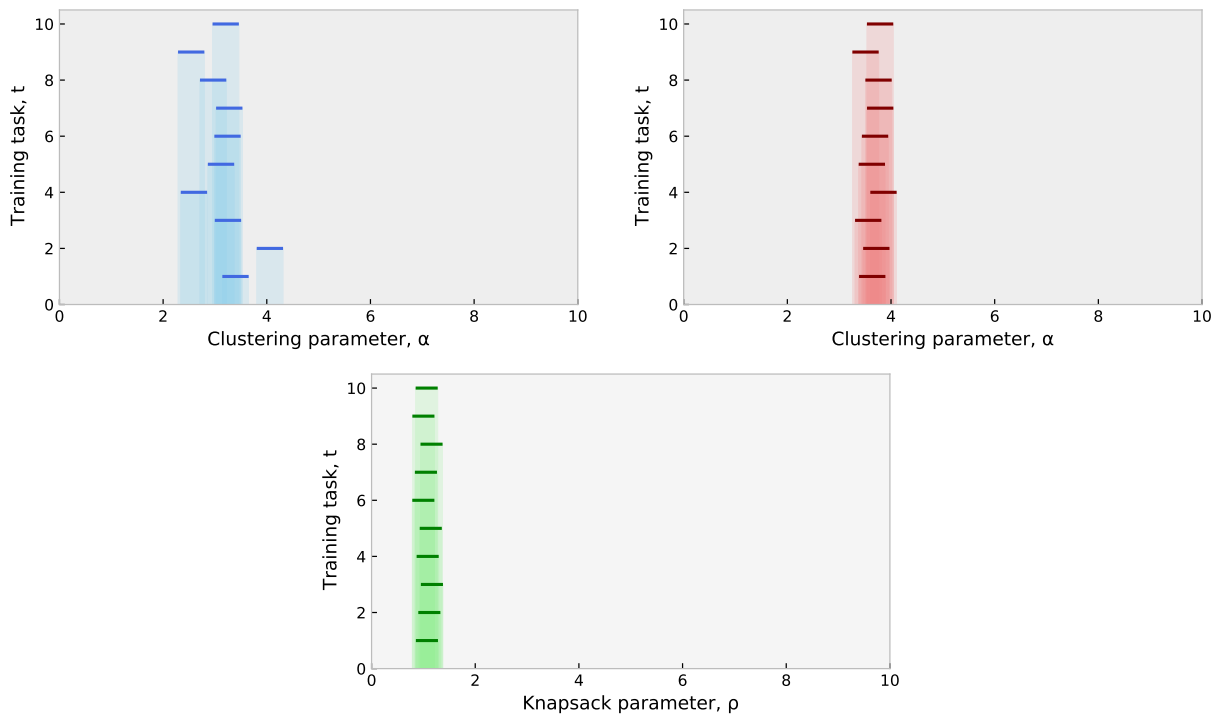 10
8
6
4
2
0
Training task, t
0 2 4 6 8 10
Clustering parameter, α
10
8
6
4
2
0
Training task, t
0 2 4 6 8 10
Clustering parameter, α
10
8
6
4
2
0
Training task, t
0 2 4 6 8 10
Knapsack parameter, ρ